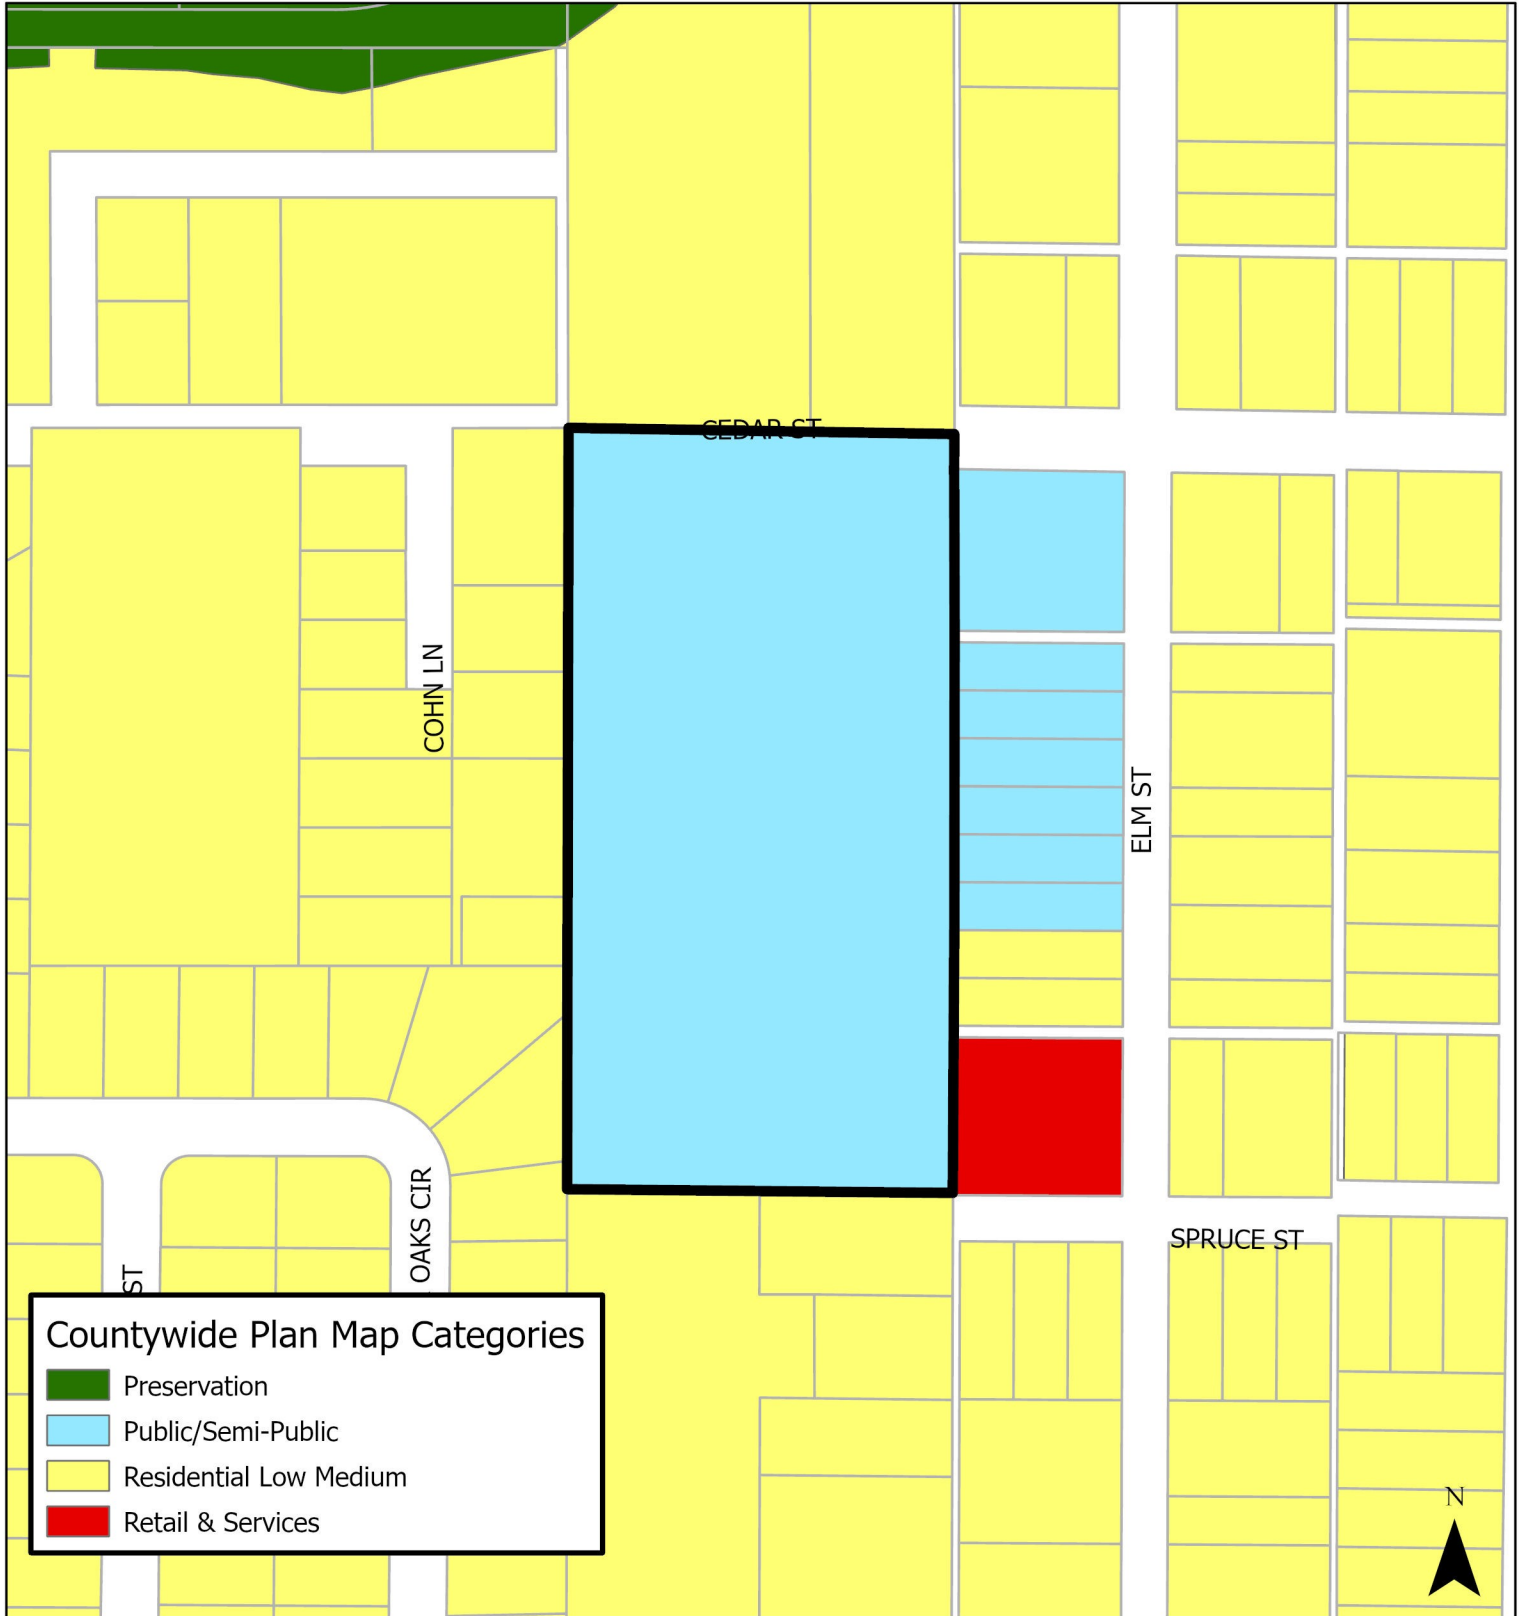 CEDAR ST
COHN LN
ELM ST
OAKS CIR
SPRUCE ST
ST
Countywide Plan Map Categories
Preservation
Public/Semi-Public
Residential Low Medium
Retail & Services
N